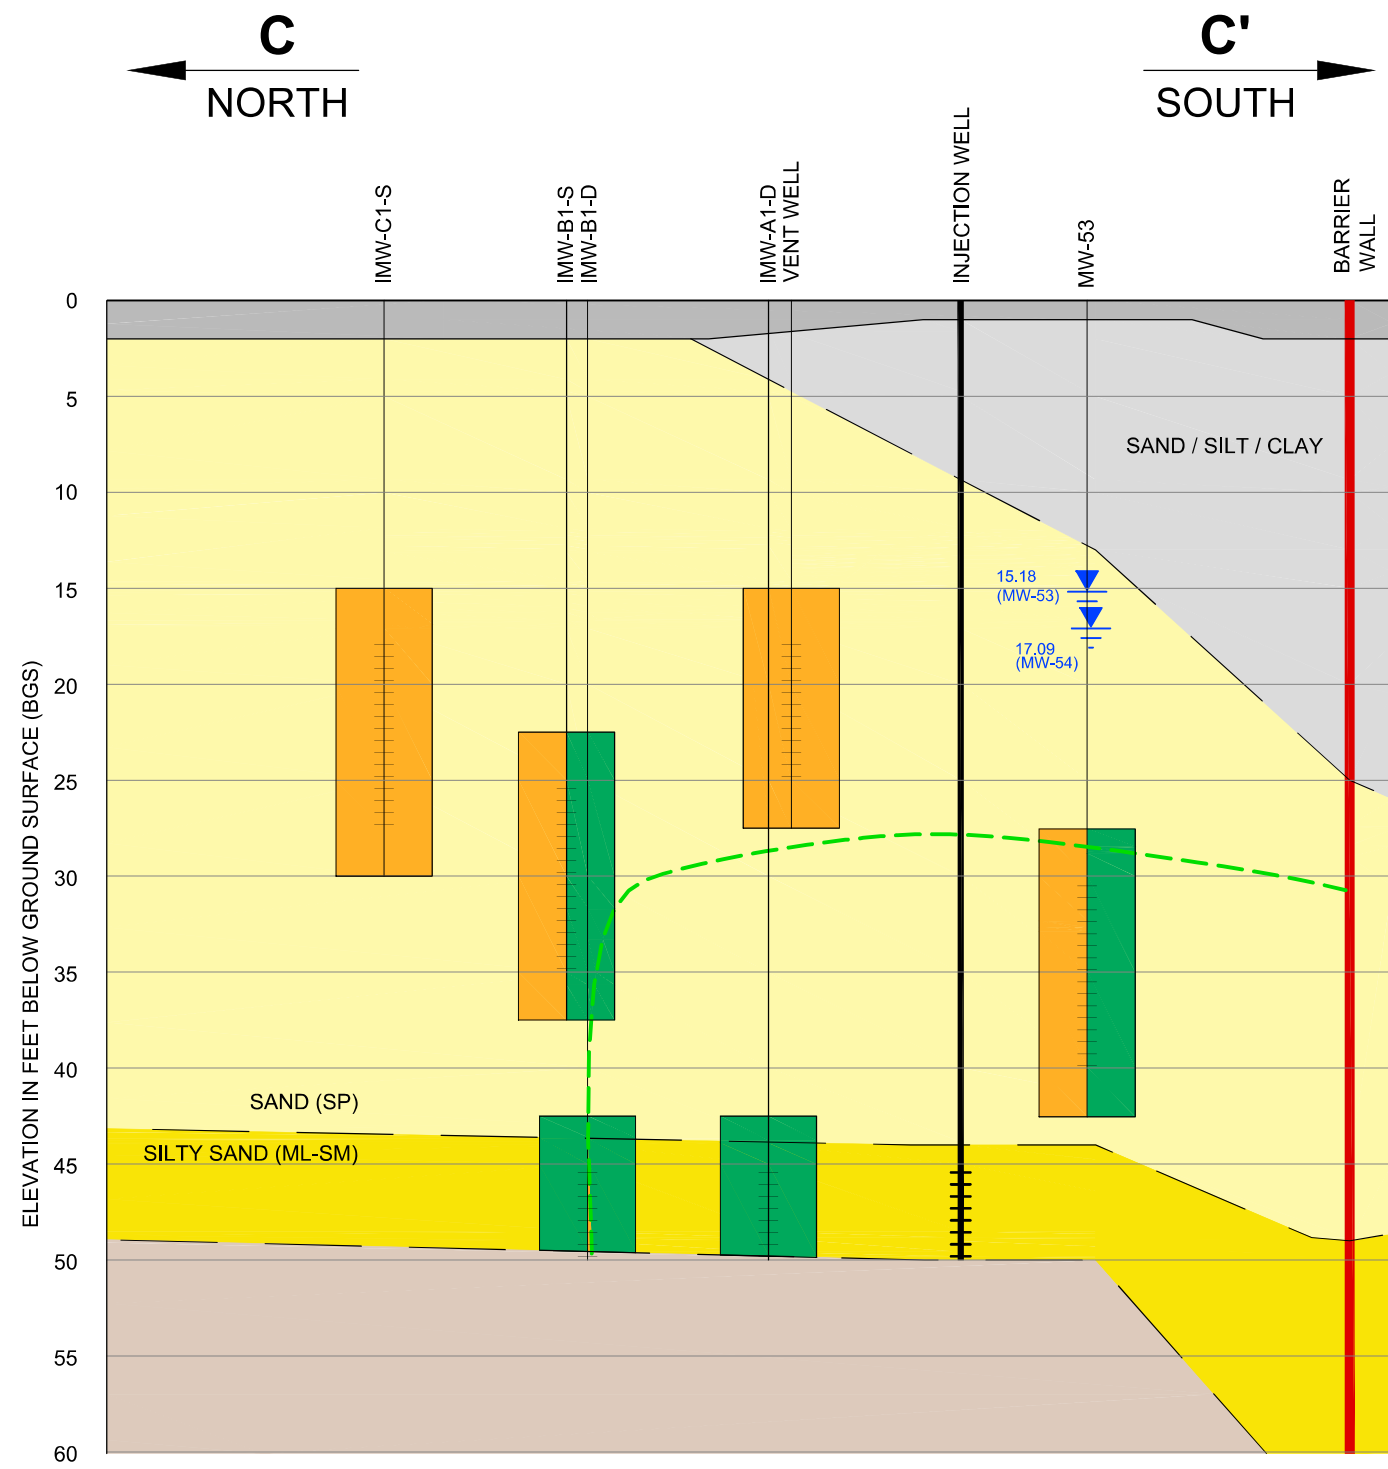 C
C'
NORTH
SOUTH
IMW-C1-S
IMW-B1-S
IMW-B1-D
IMW-A1-D
VENT WELL
INJECTION WELL
MW-53
BARRIER
WALL
ELEVATION IN FEET BELOW GROUND SURFACE (BGS)
0
5
10
15
20
25
30
35
40
45
50
55
60
SAND / SILT / CLAY
15.18
(MW-53)
17.09
(MW-54)
SAND (SP)
SILTY SAND (ML-SM)